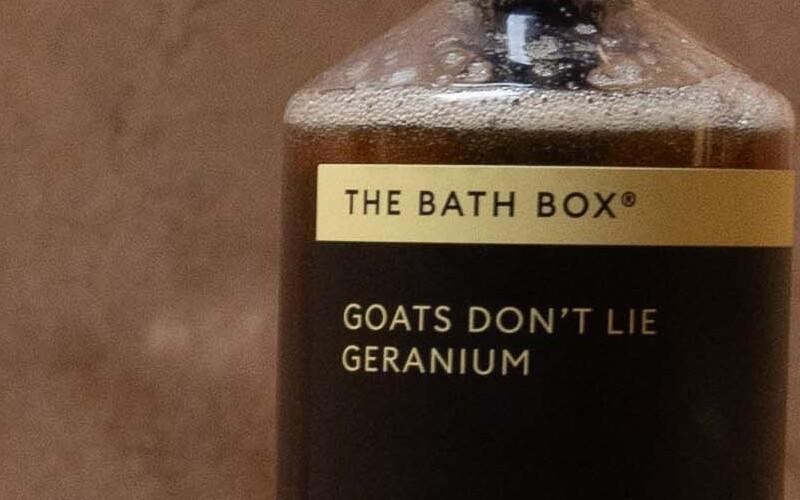 THE BATH BOX®
GOATS DON'T LIE
GERANIUM